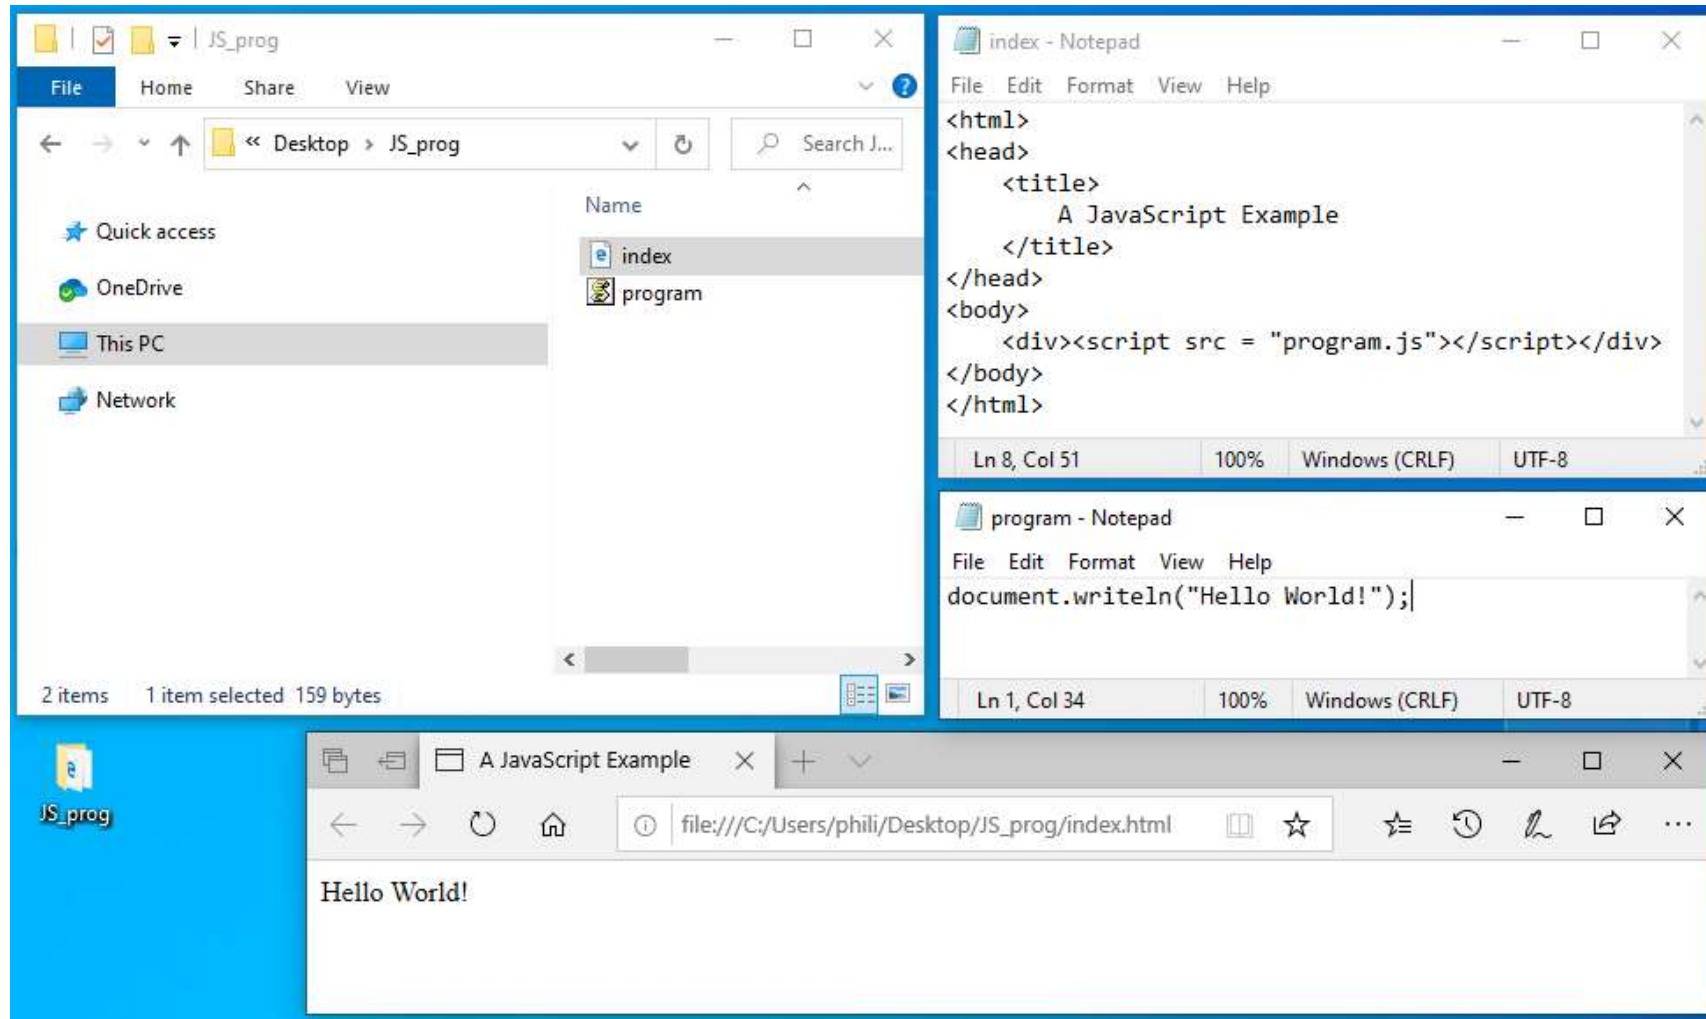 JS_prog
File Home Share View
« Desktop > JS_prog
Search J...
Quick access
OneDrive
This PC
Network
Name
index
program
2 items 1 item selected 159 bytes
index - Notepad
File Edit Format View Help
<html>
<head>
    <title>
        A JavaScript Example
    </title>
</head>
<body>
    <div><script src = "program.js"></script></div>
</body>
</html>
Ln 8, Col 51 100% Windows (CRLF) UTF-8
program - Notepad
File Edit Format View Help
document.writeln("Hello World!");
Ln 1, Col 34 100% Windows (CRLF) UTF-8
JS_prog
A JavaScript Example
file:///C:/Users/phili/Desktop/JS_prog/index.html
Hello World!